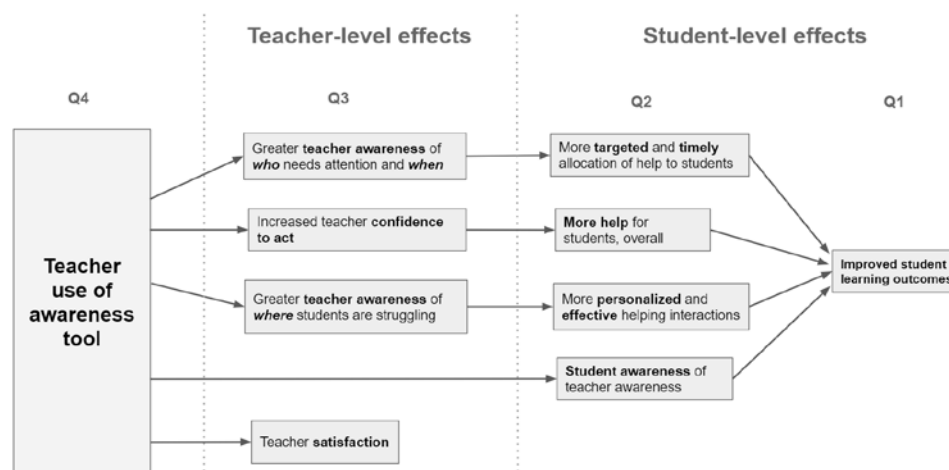 Teacher-level effects
Student-level effects
Q4
Q3
Q2
Q1
Teacher
use of
awareness
tool
Greater teacher awareness of
who needs attention and when
More targeted and timely
allocation of help to students
Increased teacher confidence
to act
More help for
students, overall
Improved student
learning outcomes
Greater teacher awareness of
where students are struggling
More personalized and
effective helping interactions
Student awareness of
teacher awareness
Teacher satisfaction